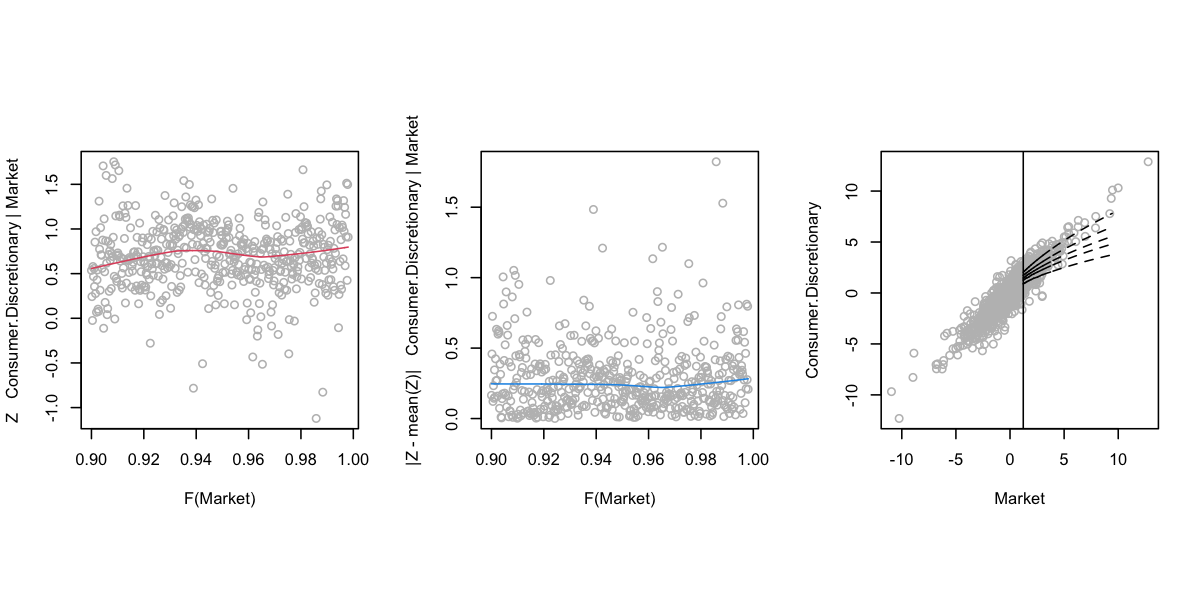 Z   Consumer.Discretionary | Market
-1.0 -0.5 0.0 0.5 1.0 1.5
0.90 0.92 0.94 0.96 0.98 1.00
F(Market)
|Z - mean(Z)|   Consumer.Discretionary | Market
0.0 0.5 1.0 1.5
0.90 0.92 0.94 0.96 0.98 1.00
F(Market)
Consumer.Discretionary
-10 -5 0 5 10
-10 -5 0 5 10
Market